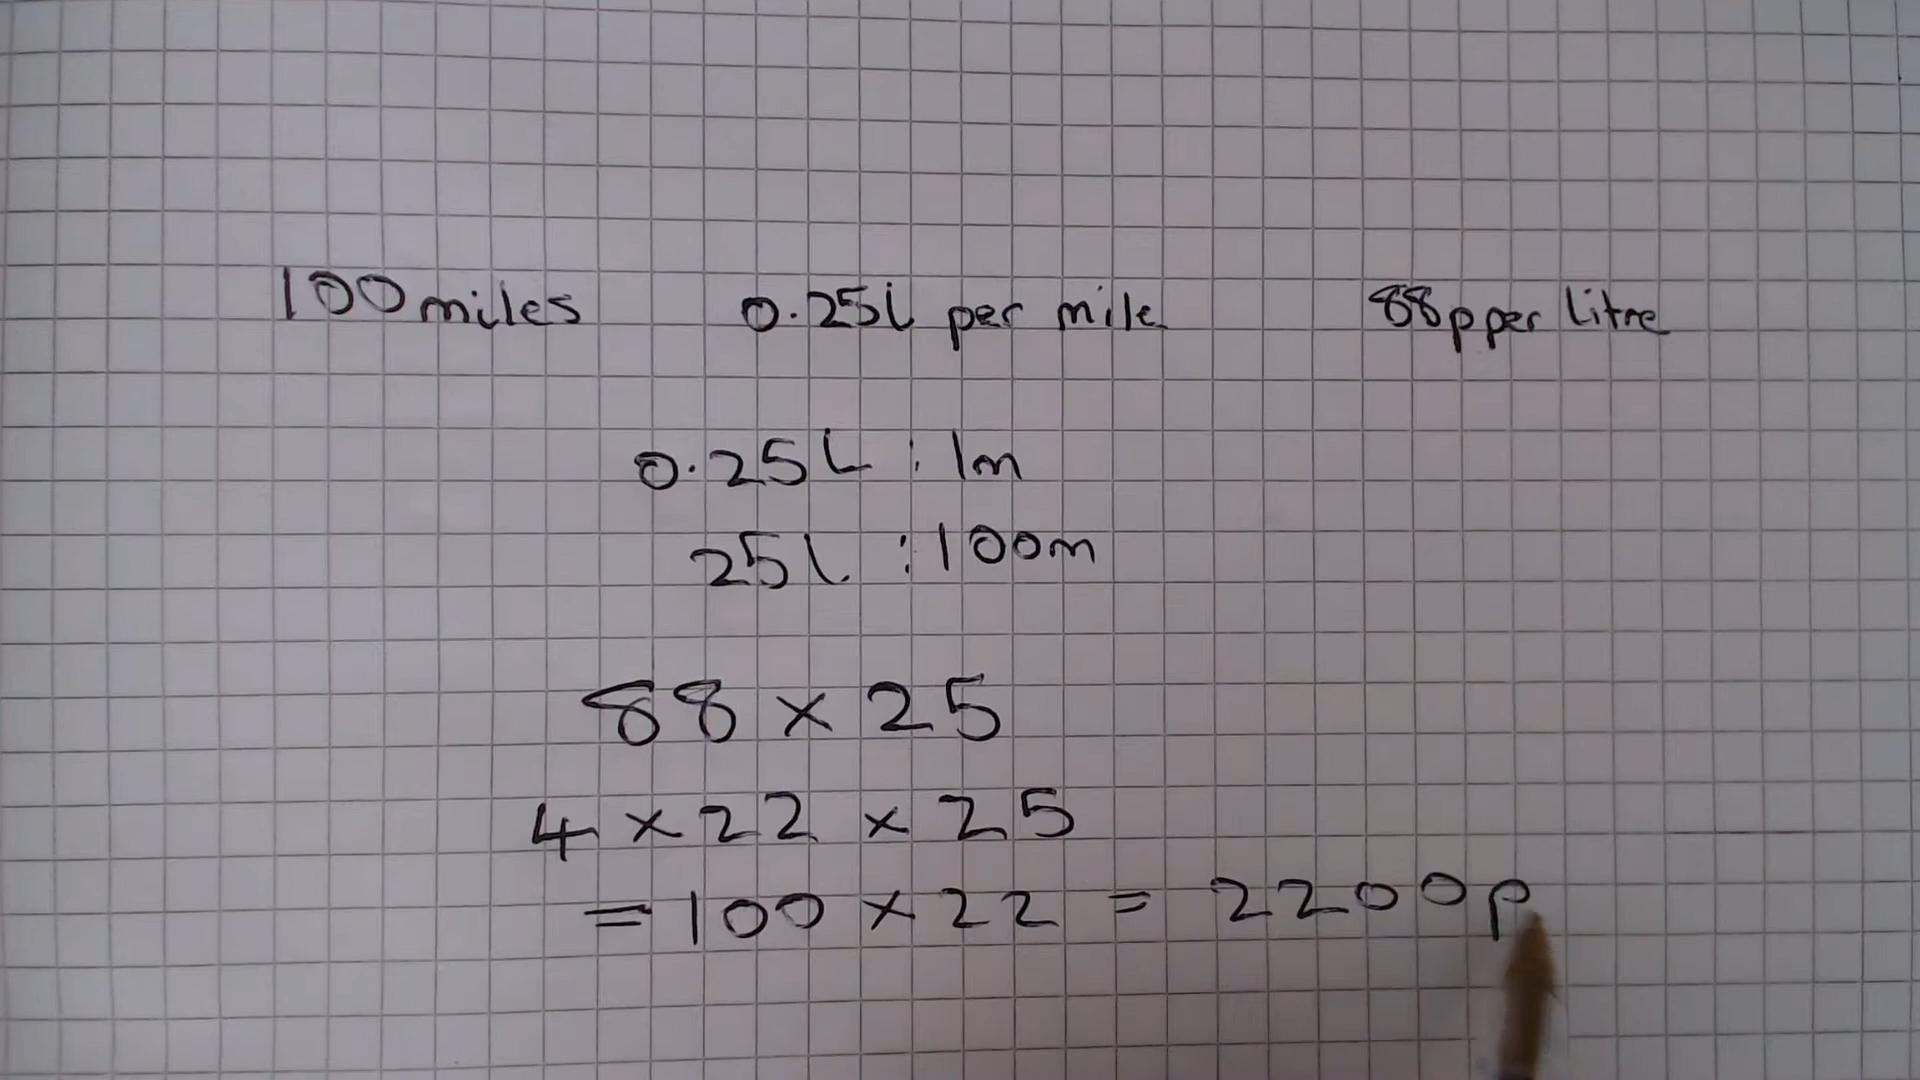 100 miles 0.25l per mile 88p per litre
0.25L : 1m
25l : 100m
88 × 25
4 × 22 × 25
= 100 × 22 = 2200p